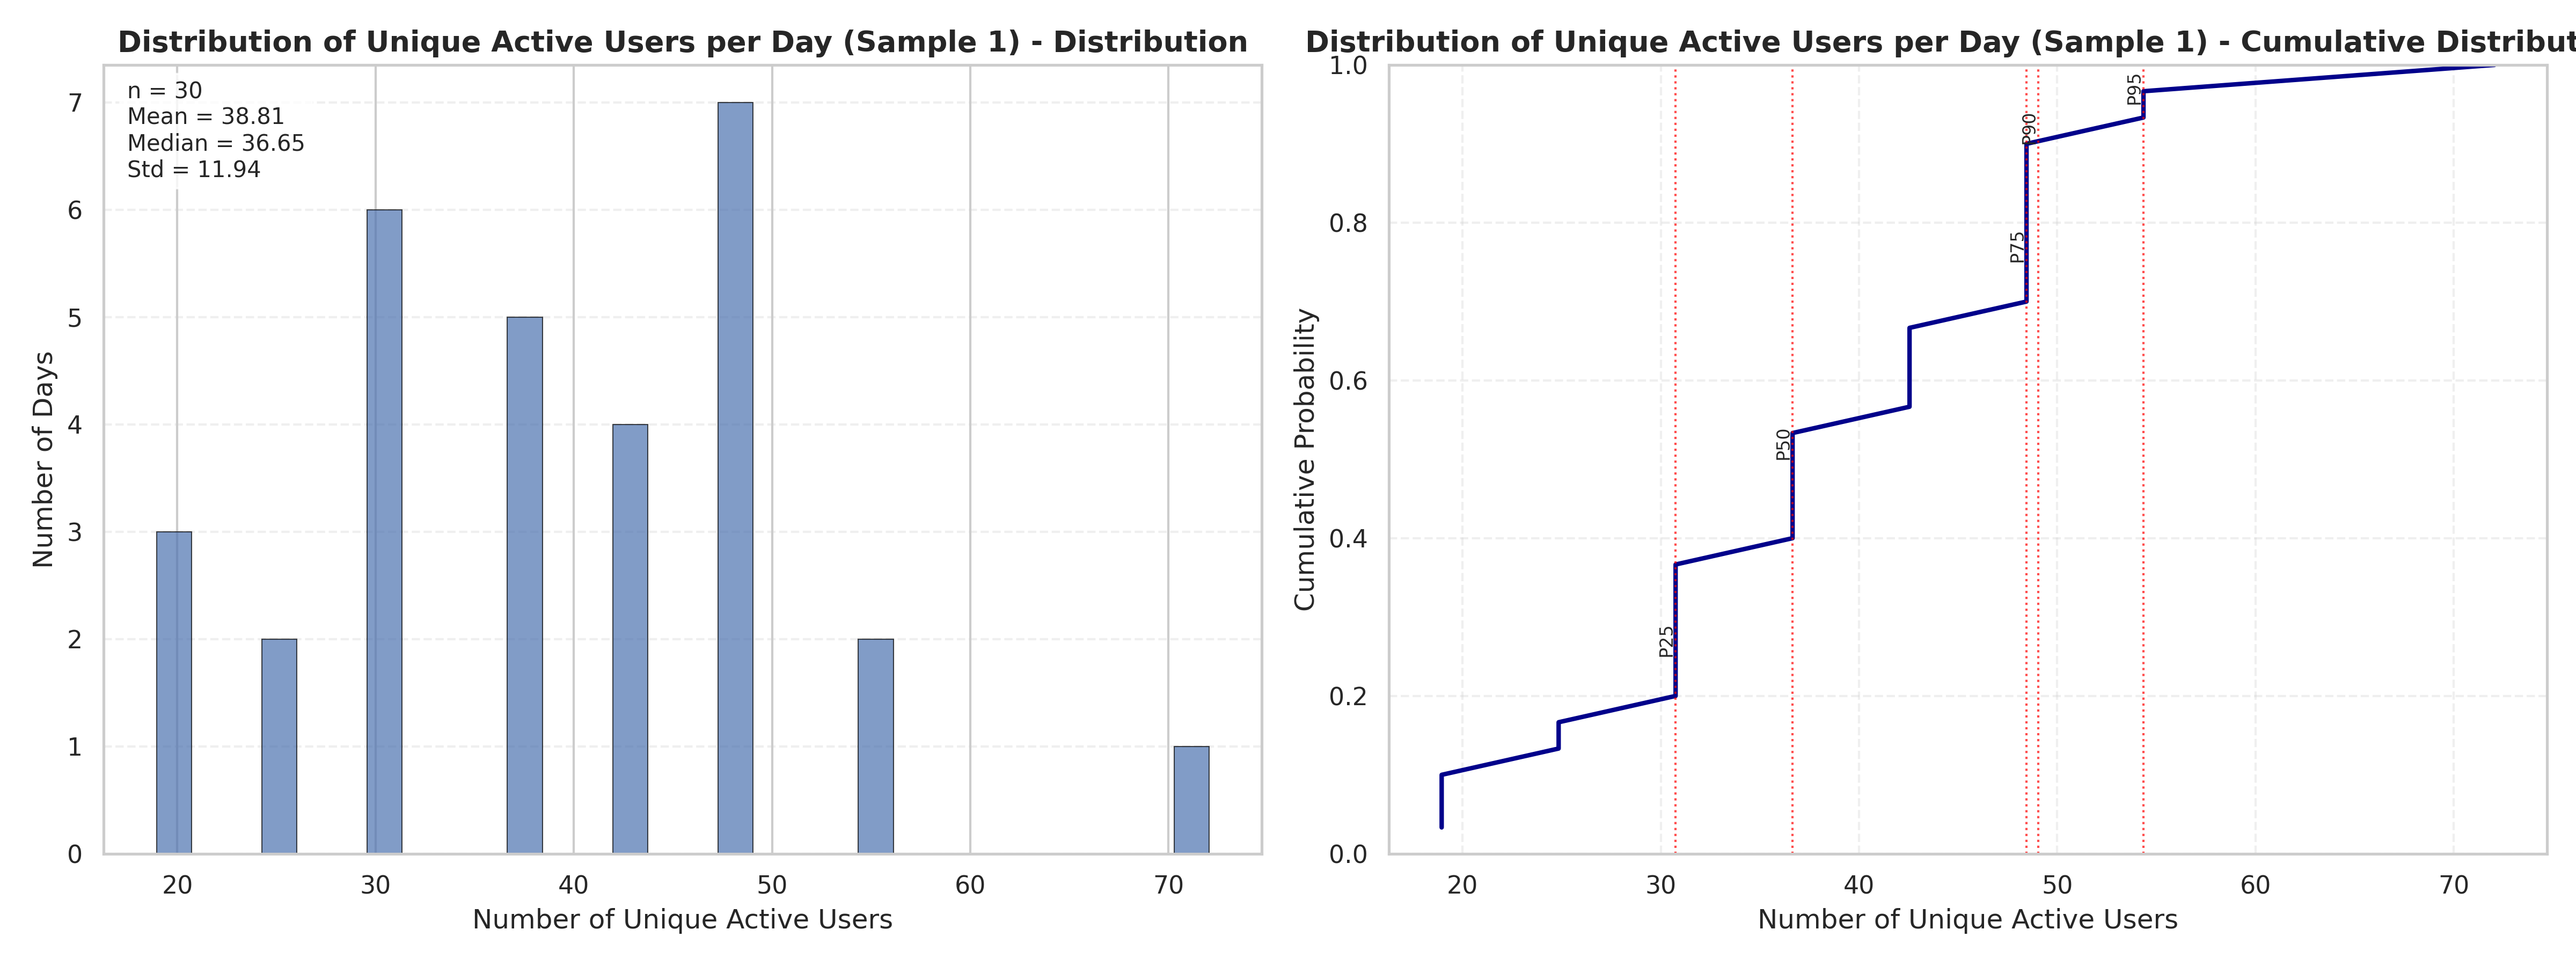 Distribution of Unique Active Users per Day (Sample 1) - Distribution
n = 30
Mean = 38.81
Median = 36.65
Std = 11.94
7
6
5
4
3
2
1
0
Number of Days
20 30 40 50 60 70
Number of Unique Active Users
Distribution of Unique Active Users per Day (Sample 1) - Cumulative Distribut
1.0
0.8
0.6
0.4
0.2
0.0
Cumulative Probability
P25
P50
P75
P90
P95
20 30 40 50 60 70
Number of Unique Active Users